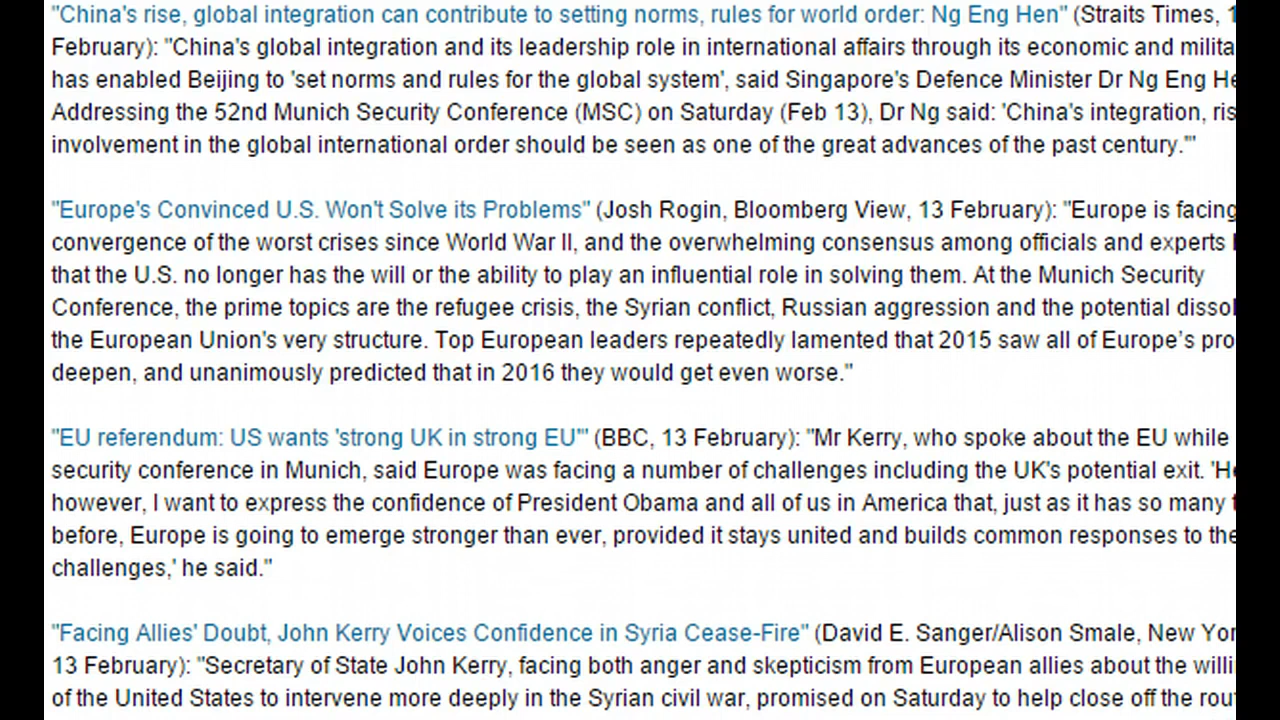 "China's rise, global integration can contribute to setting norms, rules for world order: Ng Eng Hen" (Straits Times,
February): "China's global integration and its leadership role in international affairs through its economic and
has enabled Beijing to 'set norms and rules for the global system', said Singapore's Defence Minister Dr Ng Eng
Addressing the 52nd Munich Security Conference (MSC) on Saturday (Feb 13), Dr Ng said: 'China's integration,
involvement in the global international order should be seen as one of the great advances of the past century.'"
"Europe's Convinced U.S. Won't Solve its Problems" (Josh Rogin, Bloomberg View, 13 February): "Europe is facing
convergence of the worst crises since World War II, and the overwhelming consensus among officials and experts
that the U.S. no longer has the will or the ability to play an influential role in solving them. At the Munich Security
Conference, the prime topics are the refugee crisis, the Syrian conflict, Russian aggression and the potential
the European Union's very structure. Top European leaders repeatedly lamented that 2015 saw all of Europe's
deepen, and unanimously predicted that in 2016 they would get even worse."
"EU referendum: US wants 'strong UK in strong EU'" (BBC, 13 February): "Mr Kerry, who spoke about the EU while
security conference in Munich, said Europe was facing a number of challenges including the UK's potential exit.
however, I want to express the confidence of President Obama and all of us in America that, just as it has so many
before, Europe is going to emerge stronger than ever, provided it stays united and builds common responses to
challenges,' he said."
"Facing Allies' Doubt, John Kerry Voices Confidence in Syria Cease-Fire" (David E. Sanger/Alison Smale, New
13 February): "Secretary of State John Kerry, facing both anger and skepticism from European allies about the
of the United States to intervene more deeply in the Syrian civil war, promised on Saturday to help close off the